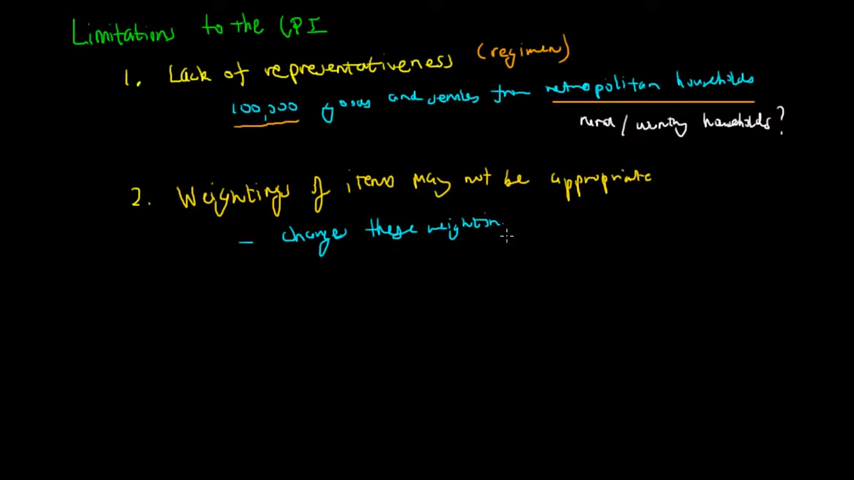 Limitations to the CPI
1. Lack of representativeness (regimen)
100,000 goods and services from metropolitan households
rural / country households?
2. Weightings of items may not be appropriate
- change these weightin